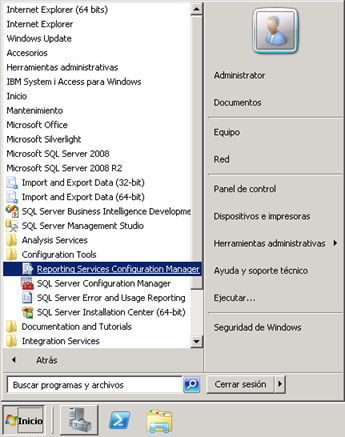 Internet Explorer (64 bits)
Internet Explorer
Windows Update
Accesorios
Herramientas administrativas
IBM System i Access para Windows
Inicio
Mantenimiento
Microsoft Office
Microsoft Silverlight
Microsoft SQL Server 2008
Microsoft SQL Server 2008 R2
Import and Export Data (32-bit)
Import and Export Data (64-bit)
SQL Server Business Intelligence Developme
SQL Server Management Studio
Analysis Services
Configuration Tools
Reporting Services Configuration Manager
SQL Server Configuration Manager
SQL Server Error and Usage Reporting
SQL Server Installation Center (64-bit)
Documentation and Tutorials
Integration Services
Atrás
Buscar programas y archivos
Administrator
Documentos
Equipo
Red
Panel de control
Dispositivos e impresoras
Herramientas administrativas
Ayuda y soporte técnico
Ejecutar...
Seguridad de Windows
Cerrar sesión
Inicio